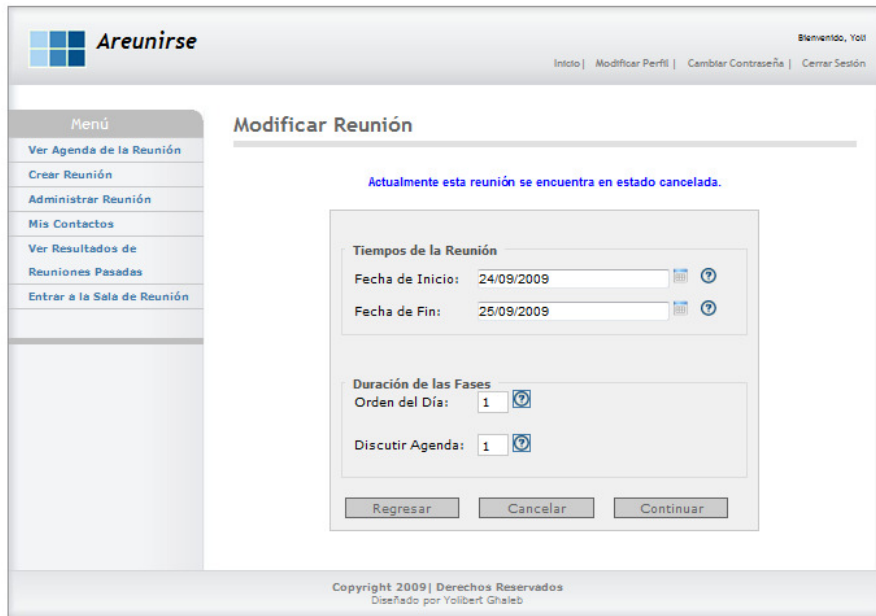 Areunirse
Bienvenido, Yoli
Inicio | Modificar Perfil | Cambiar Contraseña | Cerrar Sesión
Menú
Ver Agenda de la Reunión
Crear Reunión
Administrar Reunión
Mis Contactos
Ver Resultados de
Reuniones Pasadas
Entrar a la Sala de Reunión
Modificar Reunión
Actualmente esta reunión se encuentra en estado cancelada.
Tiempos de la Reunión
Fecha de Inicio: 24/09/2009
Fecha de Fin: 25/09/2009
Duración de las Fases
Orden del Día: 1
Discutir Agenda: 1
Regresar Cancelar Continuar
Copyright 2009| Derechos Reservados
Diseñado por Yolibert Ghaleb